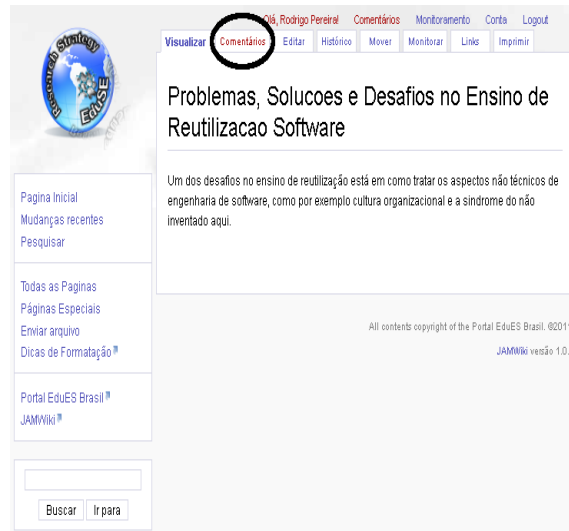 Olá, Rodrigo Pereira! Comentários Monitoramento Conta Logout
Visualizar Comentários Editar Histórico Mover Monitorar Links Imprimir
Research Strategy
EduSE
Problemas, Solucoes e Desafios no Ensino de
Reutilizacao Software
Um dos desafios no ensino de reutilização está em como tratar os aspectos não técnicos de
engenharia de software, como por exemplo cultura organizacional e a sindrome do não
inventado aqui.
Pagina Inicial
Mudanças recentes
Pesquisar
Todas as Paginas
Páginas Especiais
Enviar arquivo
Dicas de Formatação
Portal EduES Brasil
JAMWiki
Buscar Ir para
All contents copyright of the Portal EduES Brasil. ©201
JAMWiki versão 1.0.